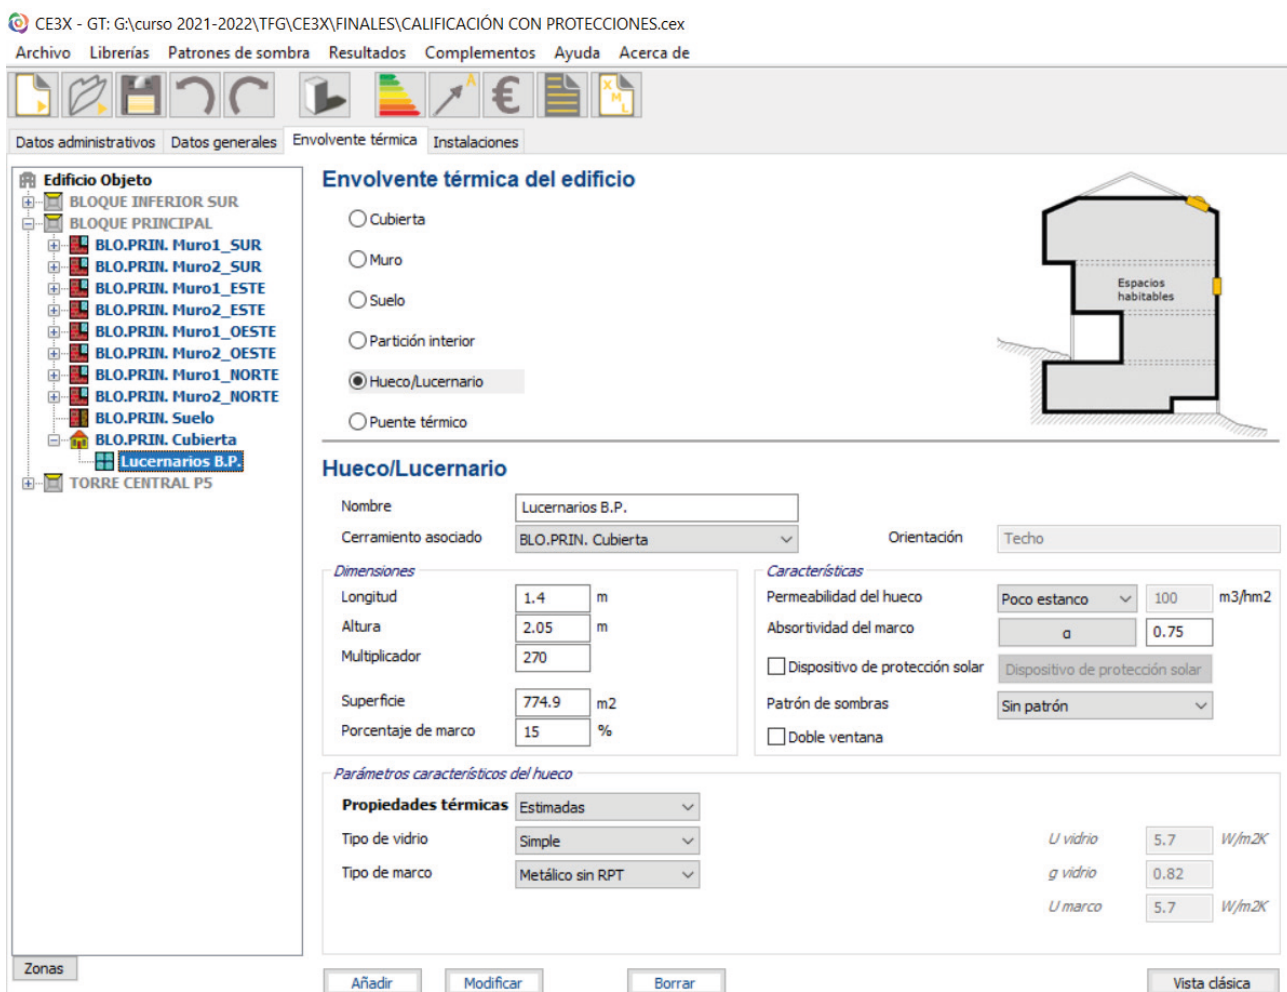 CE3X - GT: G:\curso 2021-2022\TFG\CE3X\FINALES\CALIFICACIÓN CON PROTECCIONES.cex
Archivo Librerías Patrones de sombra Resultados Complementos Ayuda Acerca de
A € X M L
Datos administrativos Datos generales Envolvente térmica Instalaciones
Edificio Objeto
BLOQUE INFERIOR SUR
BLOQUE PRINCIPAL
BLO.PRIN. Muro1_SUR
BLO.PRIN. Muro2_SUR
BLO.PRIN. Muro1_ESTE
BLO.PRIN. Muro2_ESTE
BLO.PRIN. Muro1_OESTE
BLO.PRIN. Muro2_OESTE
BLO.PRIN. Muro1_NORTE
BLO.PRIN. Muro2_NORTE
BLO.PRIN. Suelo
BLO.PRIN. Cubierta
Lucernarios B.P.
TORRE CENTRAL P5
Zonas
Envolvente térmica del edificio
Cubierta
Muro
Suelo
Partición interior
Hueco/Lucernario
Puente térmico
Espacios
habitables
Hueco/Lucernario
Nombre Lucernarios B.P.
Cerramiento asociado BLO.PRIN. Cubierta Orientación Techo
Dimensiones
Longitud 1.4 m
Altura 2.05 m
Multiplicador 270
Superficie 774.9 m2
Porcentaje de marco 15 %
Características
Permeabilidad del hueco Poco estanco 100 m3/hm2
Absortividad del marco α 0.75
Dispositivo de protección solar Dispositivo de protección solar
Patrón de sombras Sin patrón
Doble ventana
Parámetros característicos del hueco
Propiedades térmicas Estimadas
Tipo de vidrio Simple U vidrio 5.7 W/m2K
Tipo de marco Metálico sin RPT g vidrio 0.82
U marco 5.7 W/m2K
Añadir Modificar Borrar Vista clásica